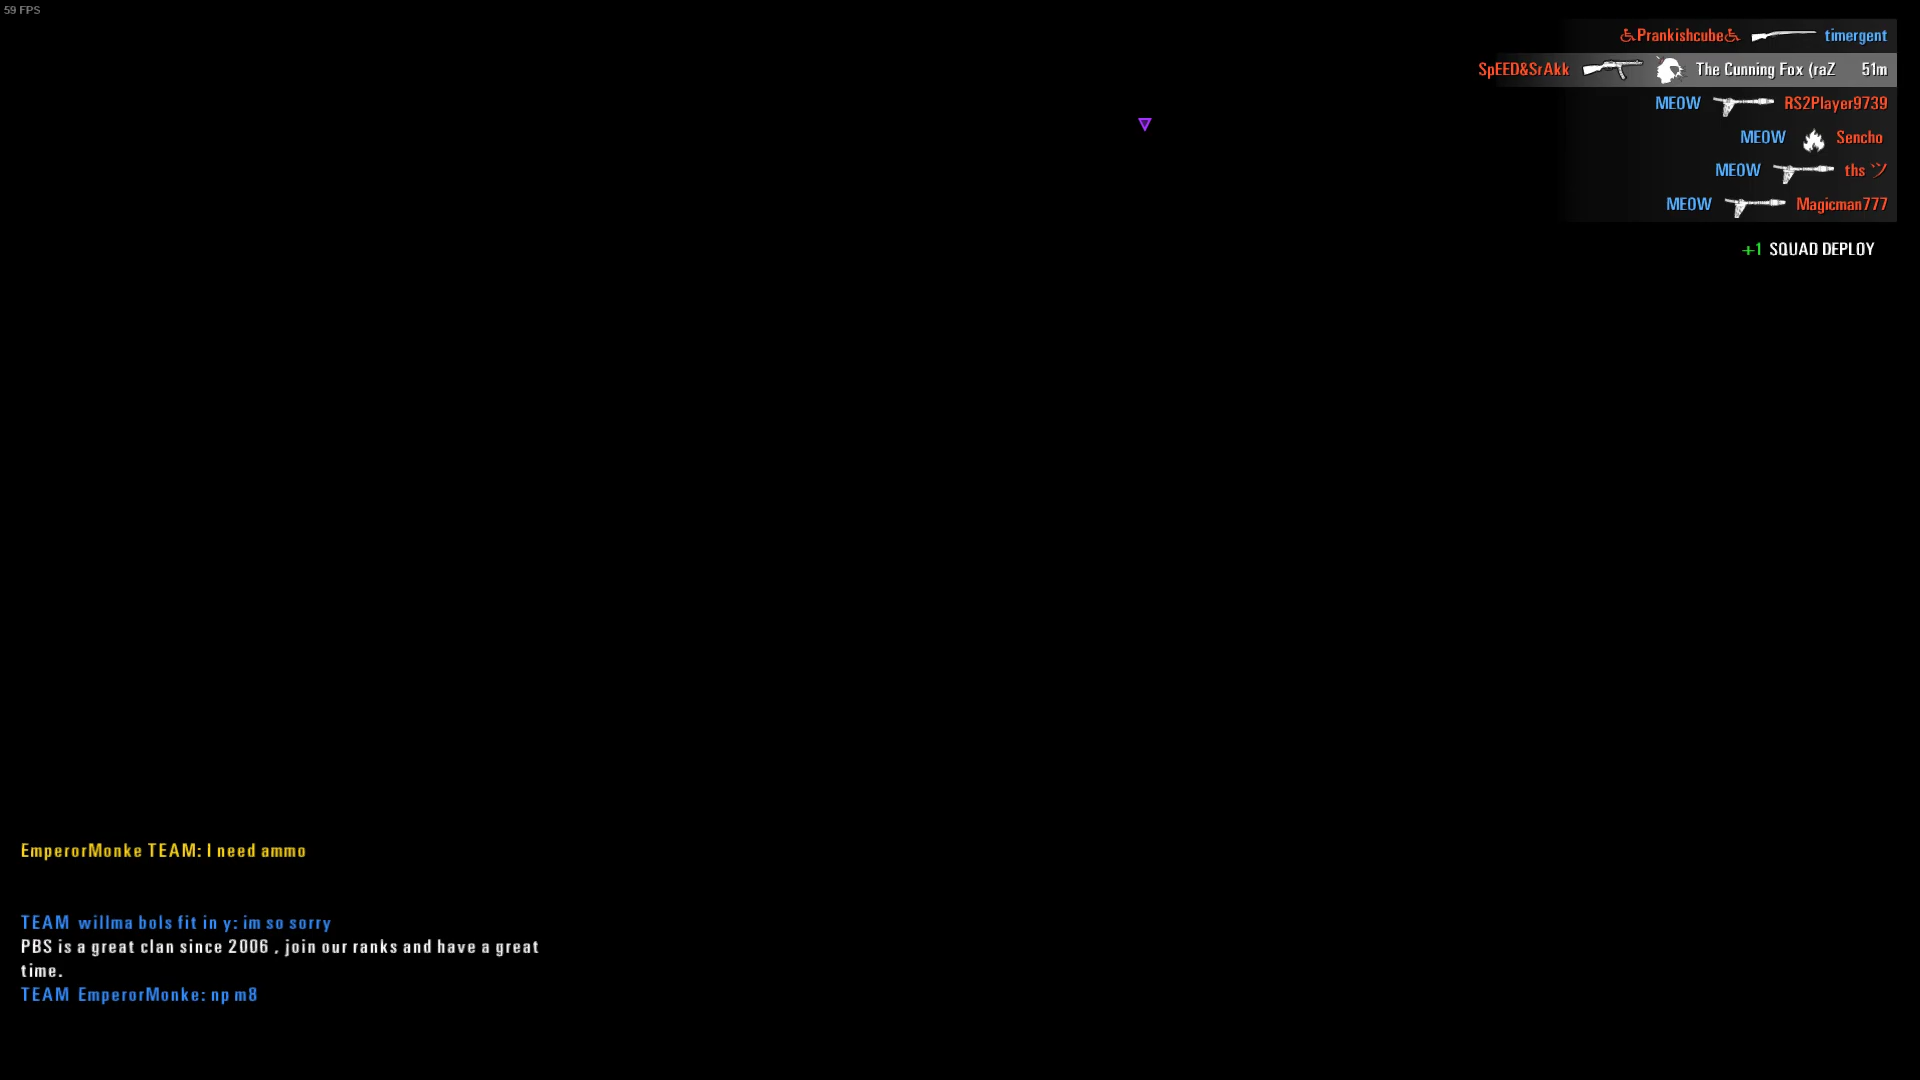 59 FPS
♿Prankishcube♿ timergent
SpEED&SrAkk The Cunning Fox (raZ 51m
MEOW RS2Player9739
MEOW Sencho
MEOW ths ツ
MEOW Magicman777
+1 SQUAD DEPLOY
EmperorMonke TEAM: I need ammo
TEAM willma bols fit in y: im so sorry
PBS is a great clan since 2006 , join our ranks and have a great
time.
TEAM EmperorMonke: np m8